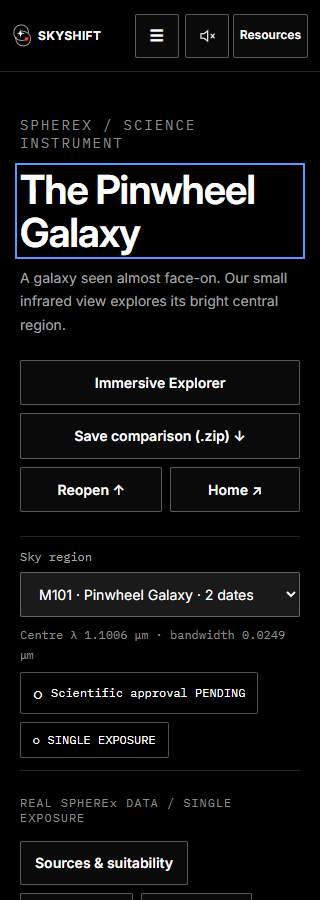 SKYSHIFT
☰
Resources
SPHEREX / SCIENCE
INSTRUMENT
The Pinwheel
Galaxy
A galaxy seen almost face-on. Our small
infrared view explores its bright central
region.
Immersive Explorer
Save comparison (.zip) ↓
Reopen ↑
Home ↗
Sky region
M101 · Pinwheel Galaxy · 2 dates
Centre λ 1.1006 µm · bandwidth 0.0249
µm
○ Scientific approval PENDING
○ SINGLE EXPOSURE
REAL SPHEREx DATA / SINGLE
EXPOSURE
Sources & suitability